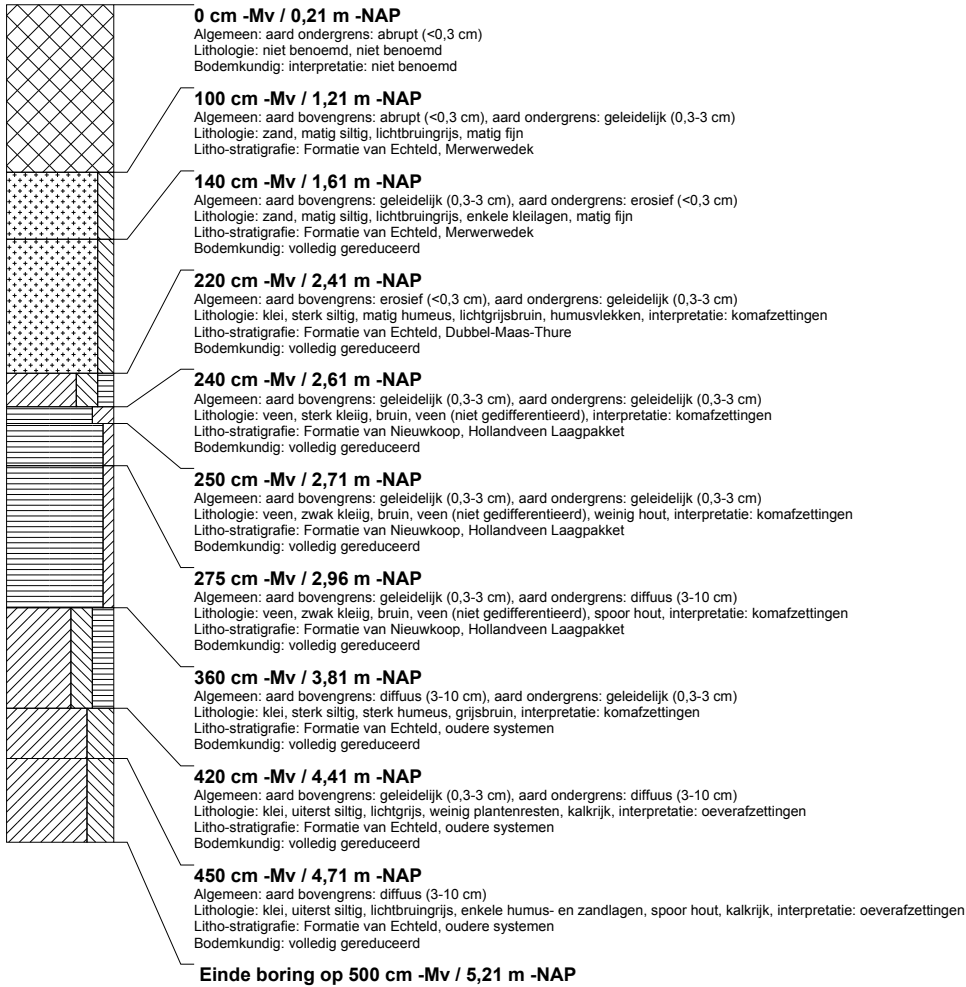 0 cm -Mv / 0,21 m -NAP
Algemeen: aard ondergrens: abrupt (<0,3 cm)
Lithologie: niet benoemd, niet benoemd
Bodemkundig: interpretatie: niet benoemd
100 cm -Mv / 1,21 m -NAP
Algemeen: aard bovengrens: abrupt (<0,3 cm), aard ondergrens: geleidelijk (0,3-3 cm)
Lithologie: zand, matig siltig, lichtbruingrijs, matig fijn
Litho-stratigrafie: Formatie van Echteld, Merwerwedek
140 cm -Mv / 1,61 m -NAP
Algemeen: aard bovengrens: geleidelijk (0,3-3 cm), aard ondergrens: erosief (<0,3 cm)
Lithologie: zand, matig siltig, lichtbruingrijs, enkele kleilagen, matig fijn
Litho-stratigrafie: Formatie van Echteld, Merwerwedek
Bodemkundig: volledig gereduceerd
220 cm -Mv / 2,41 m -NAP
Algemeen: aard bovengrens: erosief (<0,3 cm), aard ondergrens: geleidelijk (0,3-3 cm)
Lithologie: klei, sterk siltig, matig humeus, lichtgrijsbruin, humusvlekken, interpretatie: komafzettingen
Litho-stratigrafie: Formatie van Echteld, Dubbel-Maas-Thure
Bodemkundig: volledig gereduceerd
240 cm -Mv / 2,61 m -NAP
Algemeen: aard bovengrens: geleidelijk (0,3-3 cm), aard ondergrens: geleidelijk (0,3-3 cm)
Lithologie: veen, sterk kleiig, bruin, veen (niet gedifferentieerd), interpretatie: komafzettingen
Litho-stratigrafie: Formatie van Nieuwkoop, Hollandveen Laagpakket
Bodemkundig: volledig gereduceerd
250 cm -Mv / 2,71 m -NAP
Algemeen: aard bovengrens: geleidelijk (0,3-3 cm), aard ondergrens: geleidelijk (0,3-3 cm)
Lithologie: veen, zwak kleiig, bruin, veen (niet gedifferentieerd), weinig hout, interpretatie: komafzettingen
Litho-stratigrafie: Formatie van Nieuwkoop, Hollandveen Laagpakket
Bodemkundig: volledig gereduceerd
275 cm -Mv / 2,96 m -NAP
Algemeen: aard bovengrens: geleidelijk (0,3-3 cm), aard ondergrens: diffuus (3-10 cm)
Lithologie: veen, zwak kleiig, bruin, veen (niet gedifferentieerd), spoor hout, interpretatie: komafzettingen
Litho-stratigrafie: Formatie van Nieuwkoop, Hollandveen Laagpakket
Bodemkundig: volledig gereduceerd
360 cm -Mv / 3,81 m -NAP
Algemeen: aard bovengrens: diffuus (3-10 cm), aard ondergrens: geleidelijk (0,3-3 cm)
Lithologie: klei, sterk siltig, sterk humeus, grijsbruin, interpretatie: komafzettingen
Litho-stratigrafie: Formatie van Echteld, oudere systemen
Bodemkundig: volledig gereduceerd
420 cm -Mv / 4,41 m -NAP
Algemeen: aard bovengrens: geleidelijk (0,3-3 cm), aard ondergrens: diffuus (3-10 cm)
Lithologie: klei, uiterst siltig, lichtgrijs, weinig plantenresten, kalkrijk, interpretatie: oeverafzettingen
Litho-stratigrafie: Formatie van Echteld, oudere systemen
Bodemkundig: volledig gereduceerd
450 cm -Mv / 4,71 m -NAP
Algemeen: aard bovengrens: diffuus (3-10 cm)
Lithologie: klei, uiterst siltig, lichtbruingrijs, enkele humus- en zandlagen, spoor hout, kalkrijk, interpretatie: oeverafzettingen
Litho-stratigrafie: Formatie van Echteld, oudere systemen
Bodemkundig: volledig gereduceerd
Einde boring op 500 cm -Mv / 5,21 m -NAP